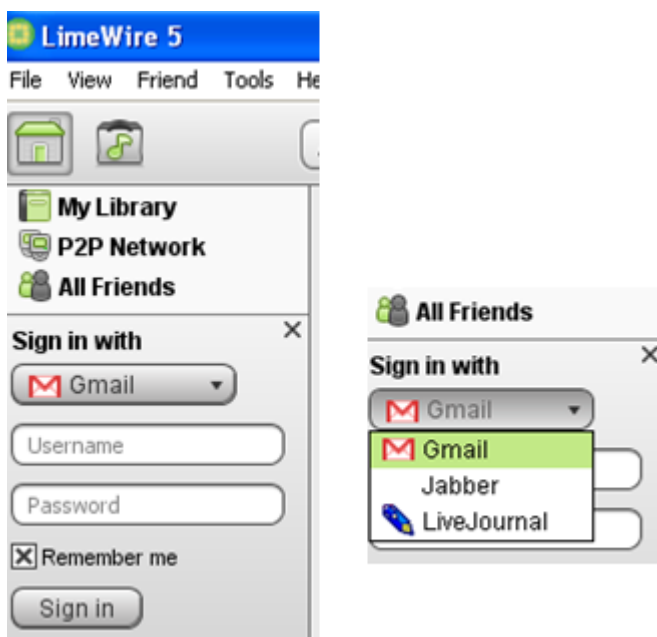 LimeWire 5
File View Friend Tools He
My Library
P2P Network
All Friends
Sign in with
Gmail
Username
Password
Remember me
Sign in
All Friends
Sign in with
Gmail
Gmail
Jabber
LiveJournal